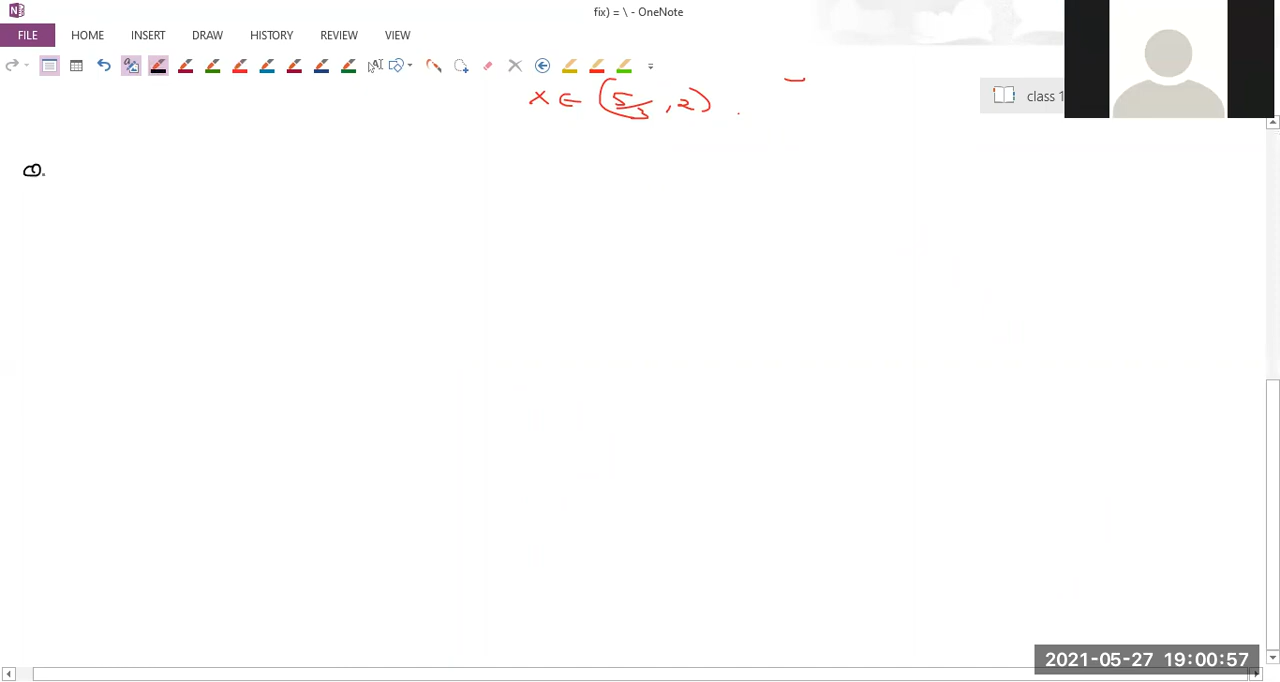 fix) = \ - OneNote
FILE HOME INSERT DRAW HISTORY REVIEW VIEW
class 1
x ∈ (5/3, 2).
Q.
2021-05-27 19:00:57